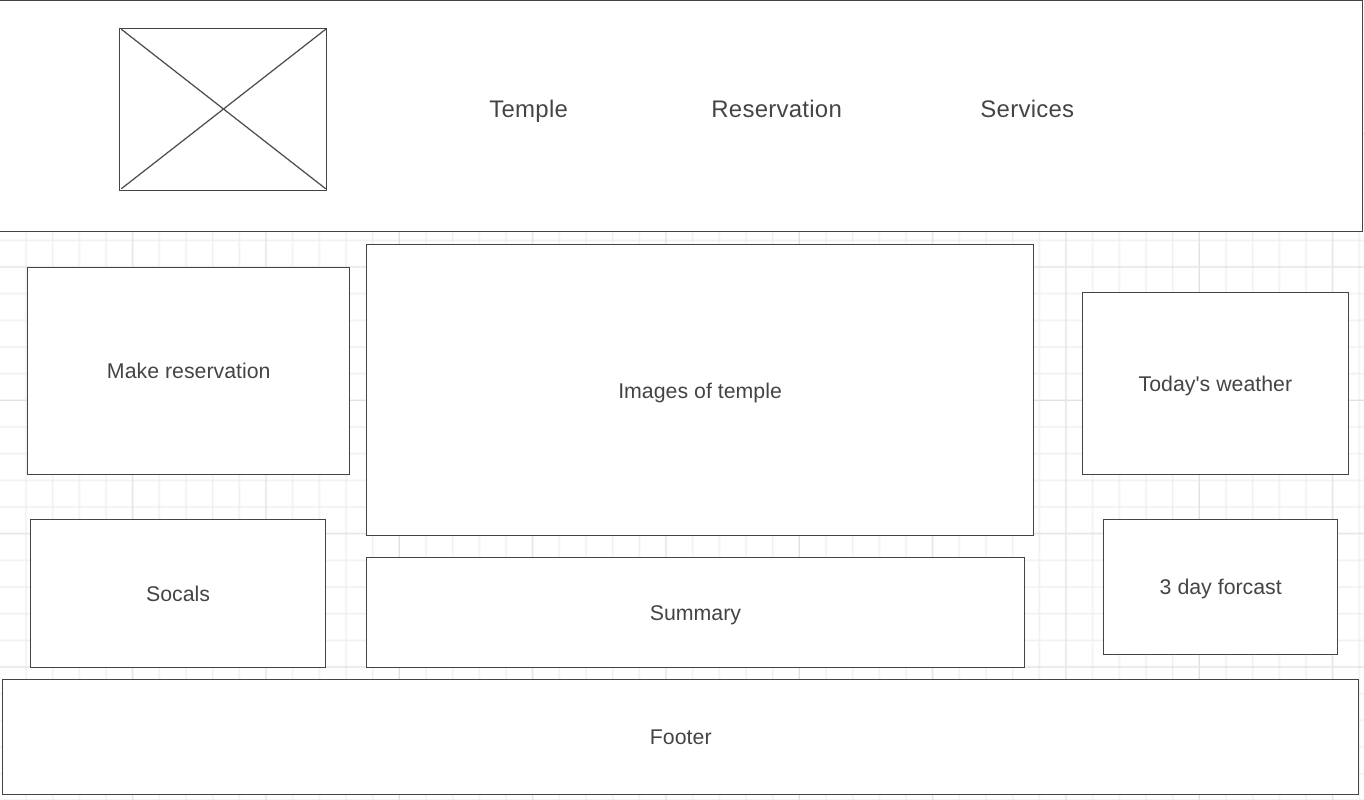 Temple
Reservation
Services
Make reservation
Images of temple
Today's weather
Socals
Summary
3 day forcast
Footer